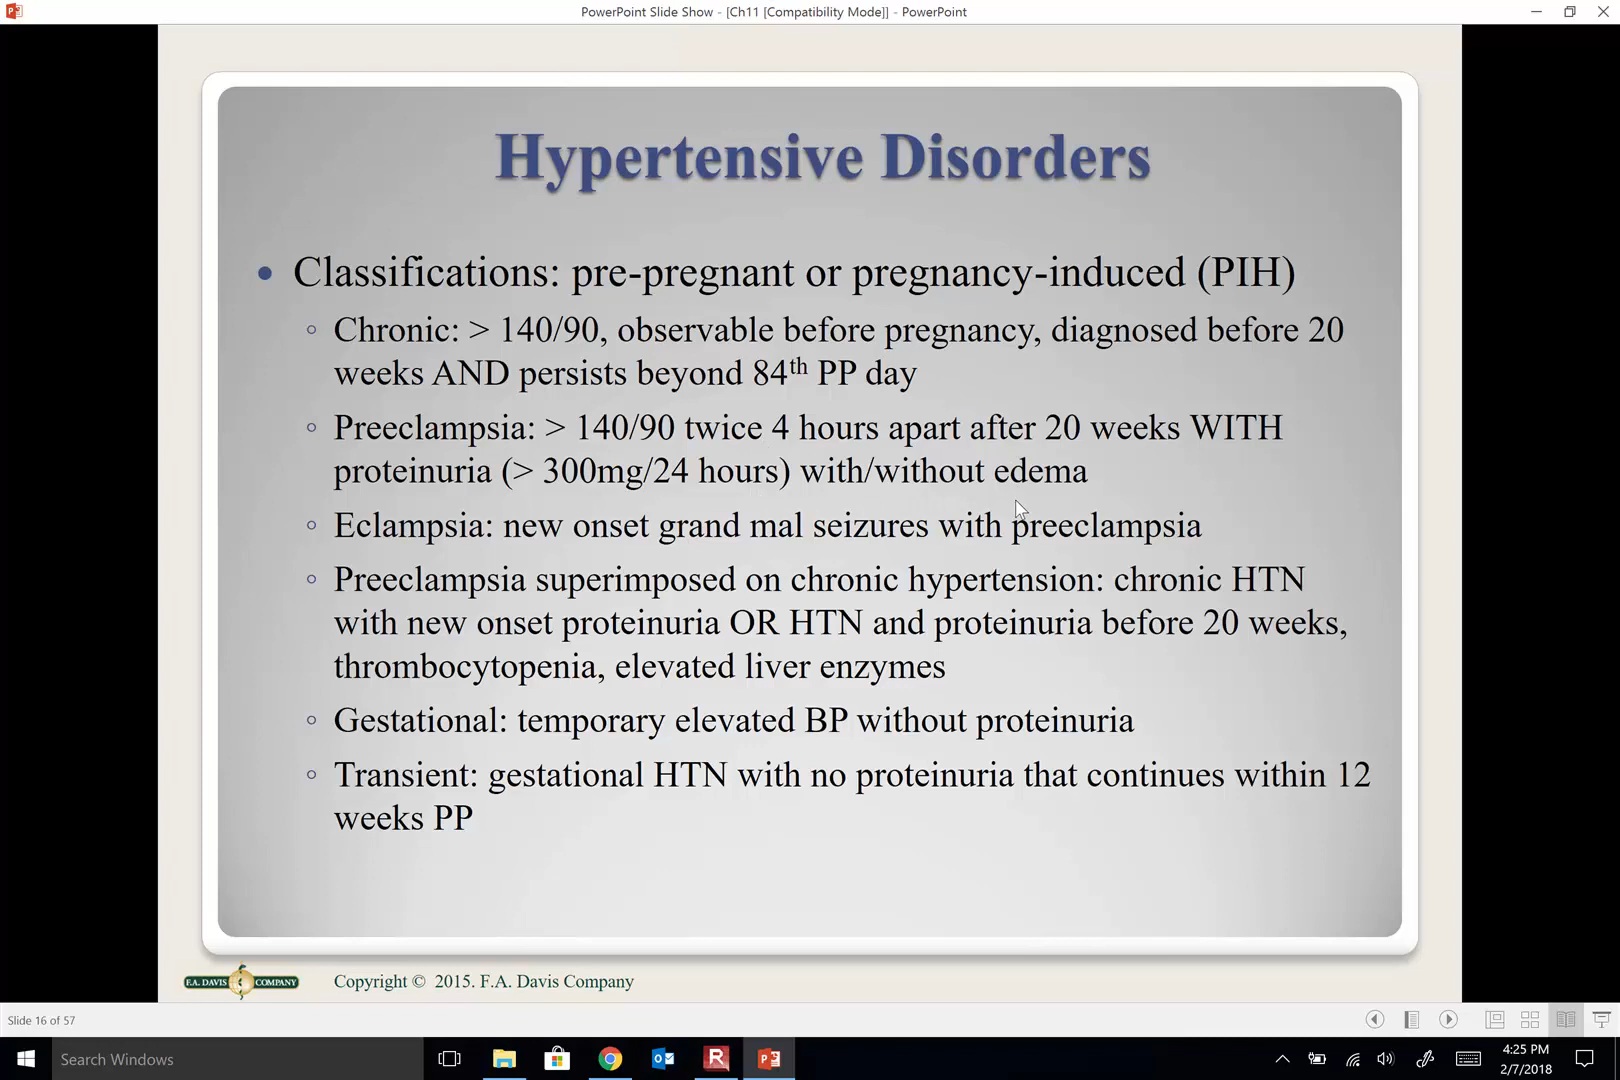 PowerPoint Slide Show - [Ch11 [Compatibility Mode]] - PowerPoint
Hypertensive Disorders
• Classifications: pre-pregnant or pregnancy-induced (PIH)
◦ Chronic: > 140/90, observable before pregnancy, diagnosed before 20
weeks AND persists beyond 84th PP day
◦ Preeclampsia: > 140/90 twice 4 hours apart after 20 weeks WITH
proteinuria (> 300mg/24 hours) with/without edema
◦ Eclampsia: new onset grand mal seizures with preeclampsia
◦ Preeclampsia superimposed on chronic hypertension: chronic HTN
with new onset proteinuria OR HTN and proteinuria before 20 weeks,
thrombocytopenia, elevated liver enzymes
◦ Gestational: temporary elevated BP without proteinuria
◦ Transient: gestational HTN with no proteinuria that continues within 12
weeks PP
F.A. DAVIS COMPANY
Copyright © 2015. F.A. Davis Company
Slide 16 of 57
Search Windows
4:25 PM
2/7/2018